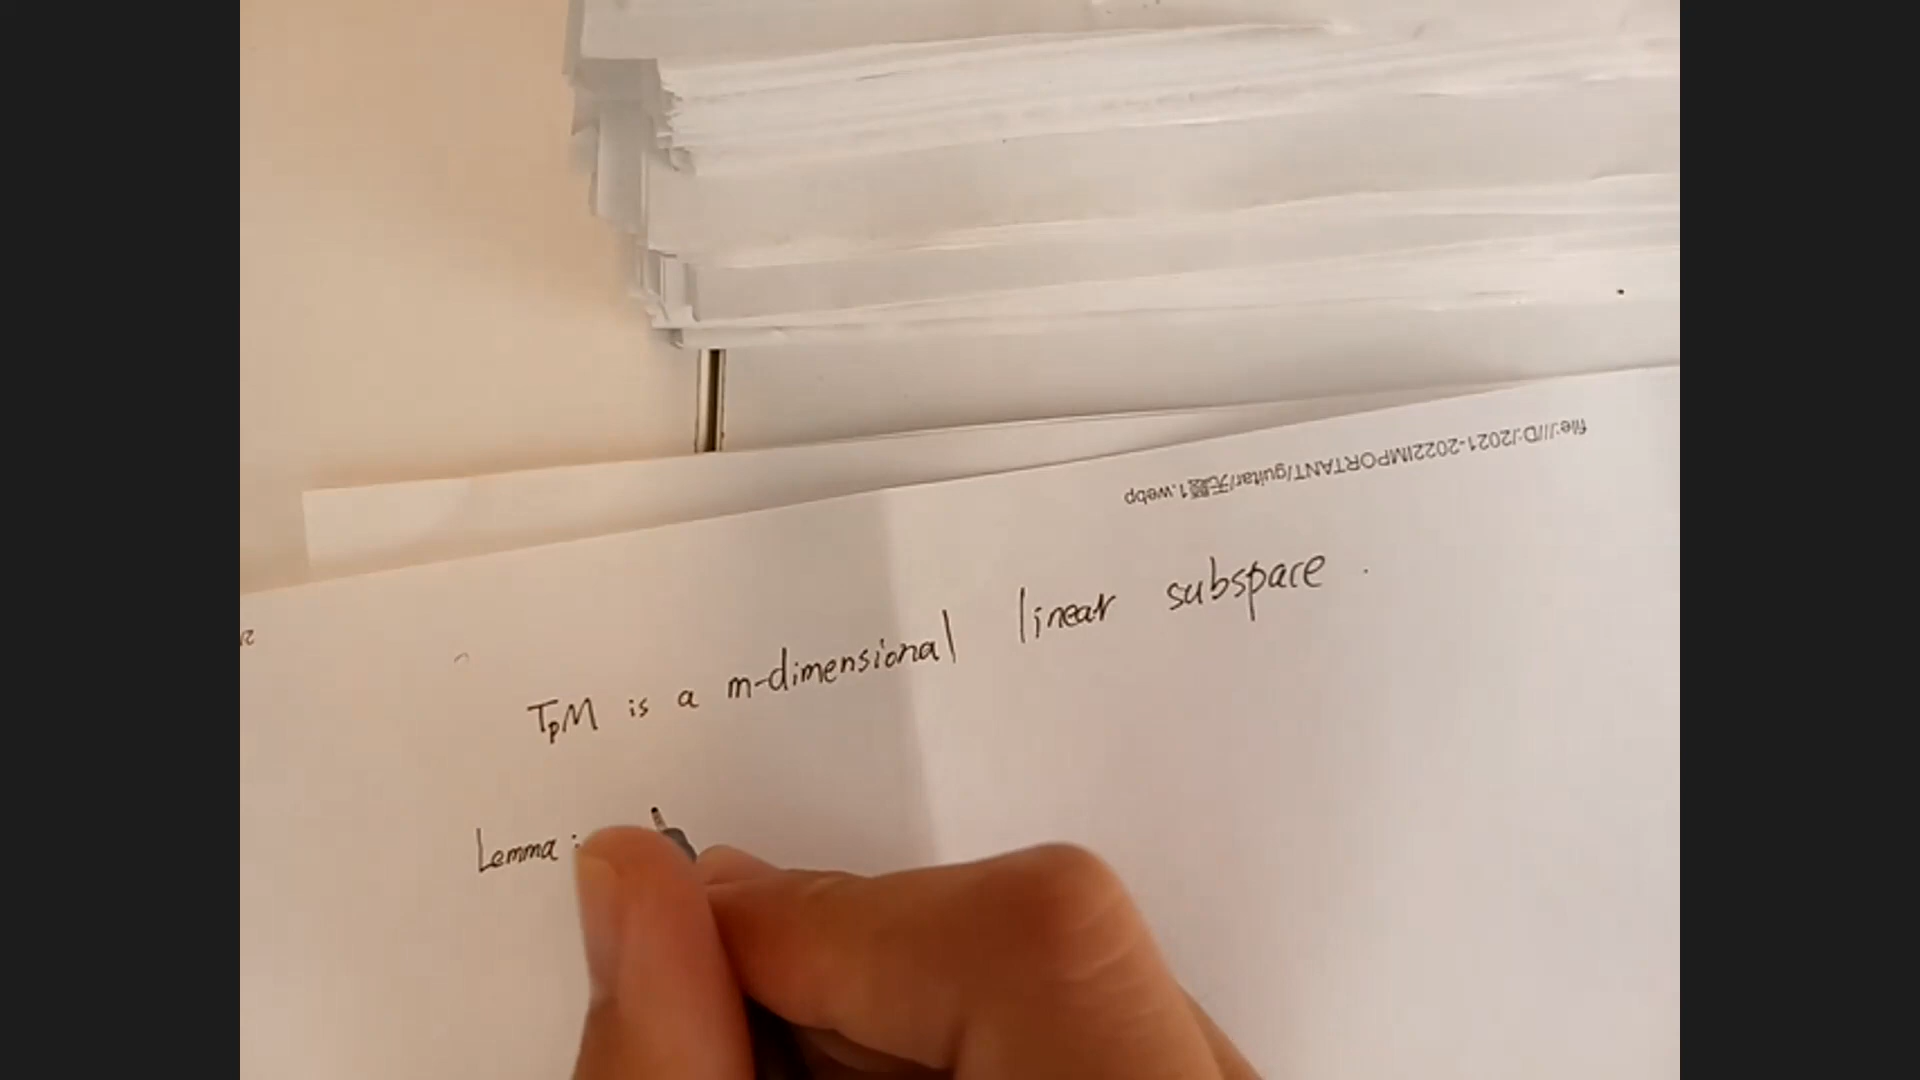 file:///D:/2021-2022IMPORTANT/guitar/无题1.webp
TpM is a m-dimensional linear subspace.
Lemma: